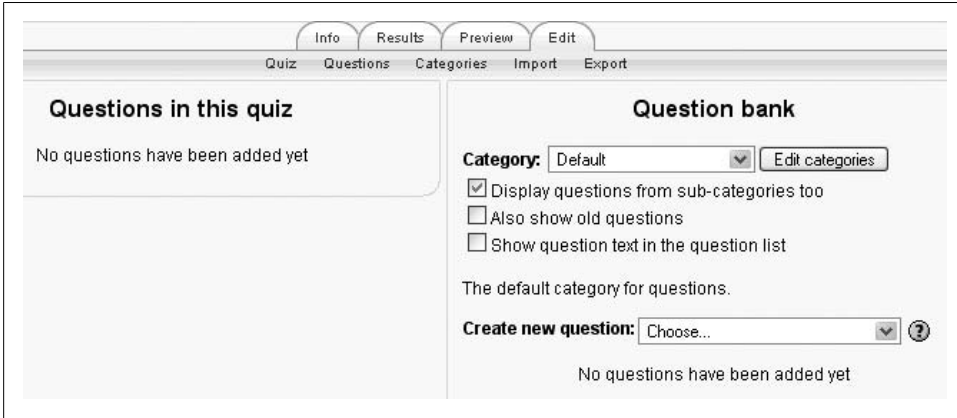 Info Results Preview Edit
Quiz Questions Categories Import Export
Questions in this quiz
No questions have been added yet
Question bank
Category: Default Edit categories
Display questions from sub-categories too
Also show old questions
Show question text in the question list
The default category for questions.
Create new question: Choose... ?
No questions have been added yet